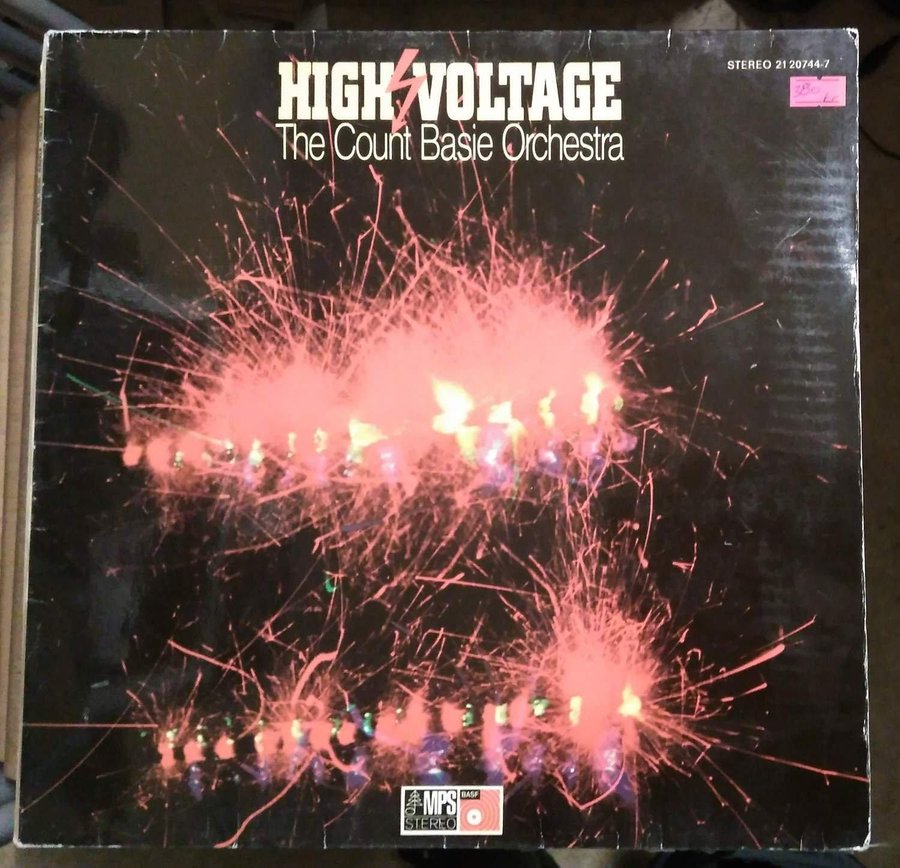 HIGH VOLTAGE
The Count Basie Orchestra
STEREO 21 20744-7
MPS
STEREO
BASF